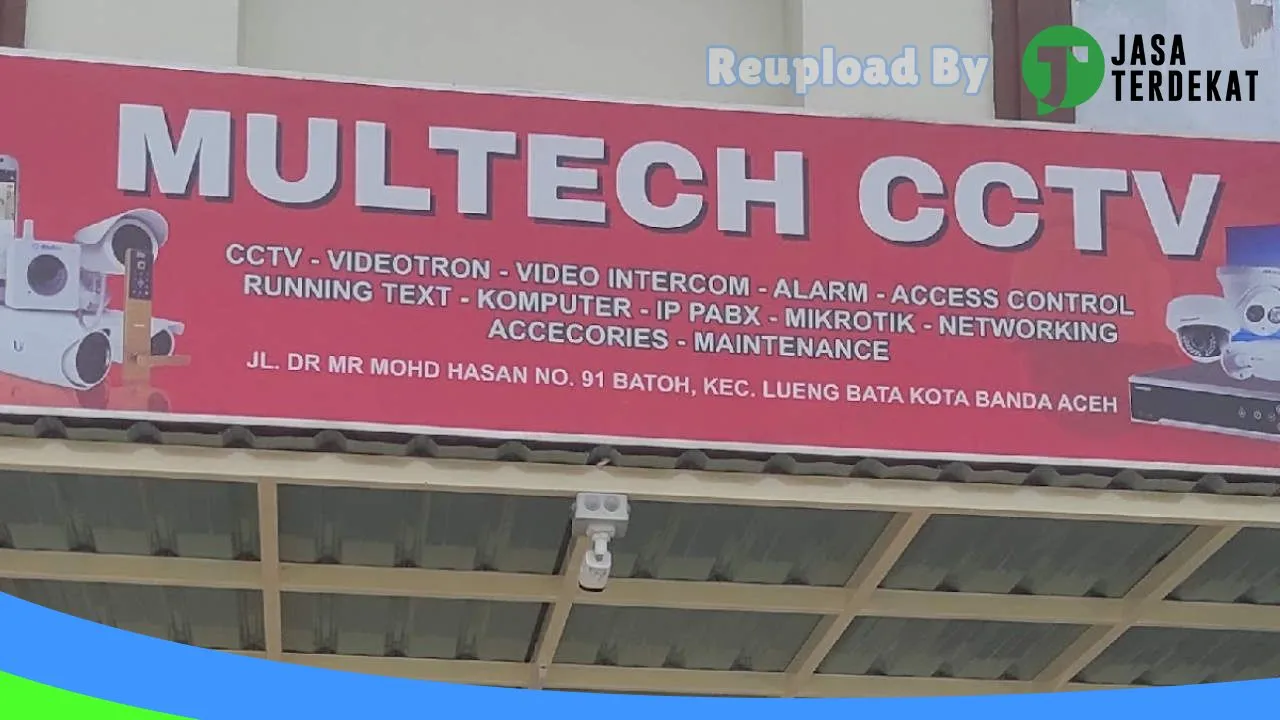 Reupload By
JASA
TERDEKAT
MULTECH CCTV
CCTV - VIDEOTRON - VIDEO INTERCOM - ALARM - ACCESS CONTROL
RUNNING TEXT - KOMPUTER - IP PABX - MIKROTIK - NETWORKING
ACCECORIES - MAINTENANCE
JL. DR MR MOHD HASAN NO. 91 BATOH, KEC. LUENG BATA KOTA BANDA ACEH